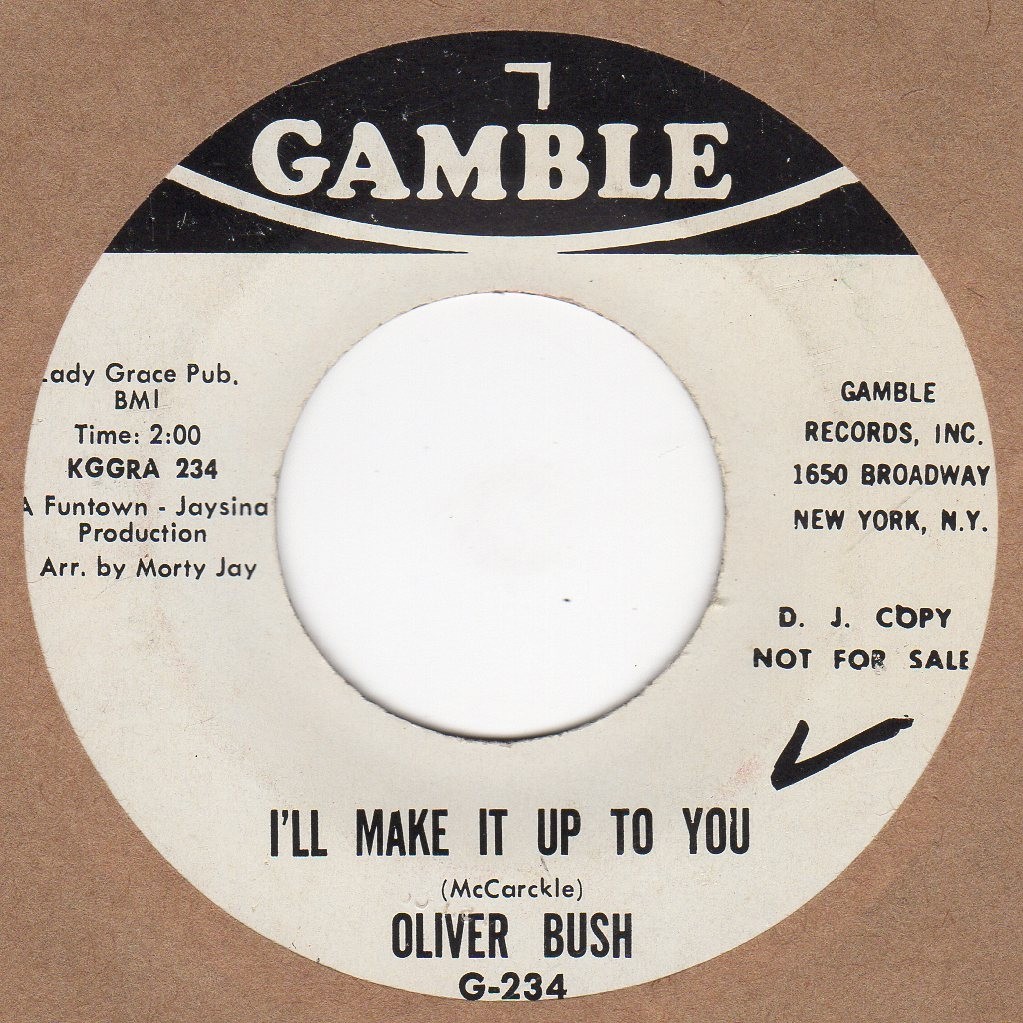 GAMBLE
Lady Grace Pub.
BMI
Time: 2:00
KGGRA 234
A Funtown - Jaysina
Production
Arr. by Morty Jay
GAMBLE
RECORDS, INC.
1650 BROADWAY
NEW YORK, N.Y.
D. J. COPY
NOT FOR SALE
I'LL MAKE IT UP TO YOU
(McCarckle)
OLIVER BUSH
G-234